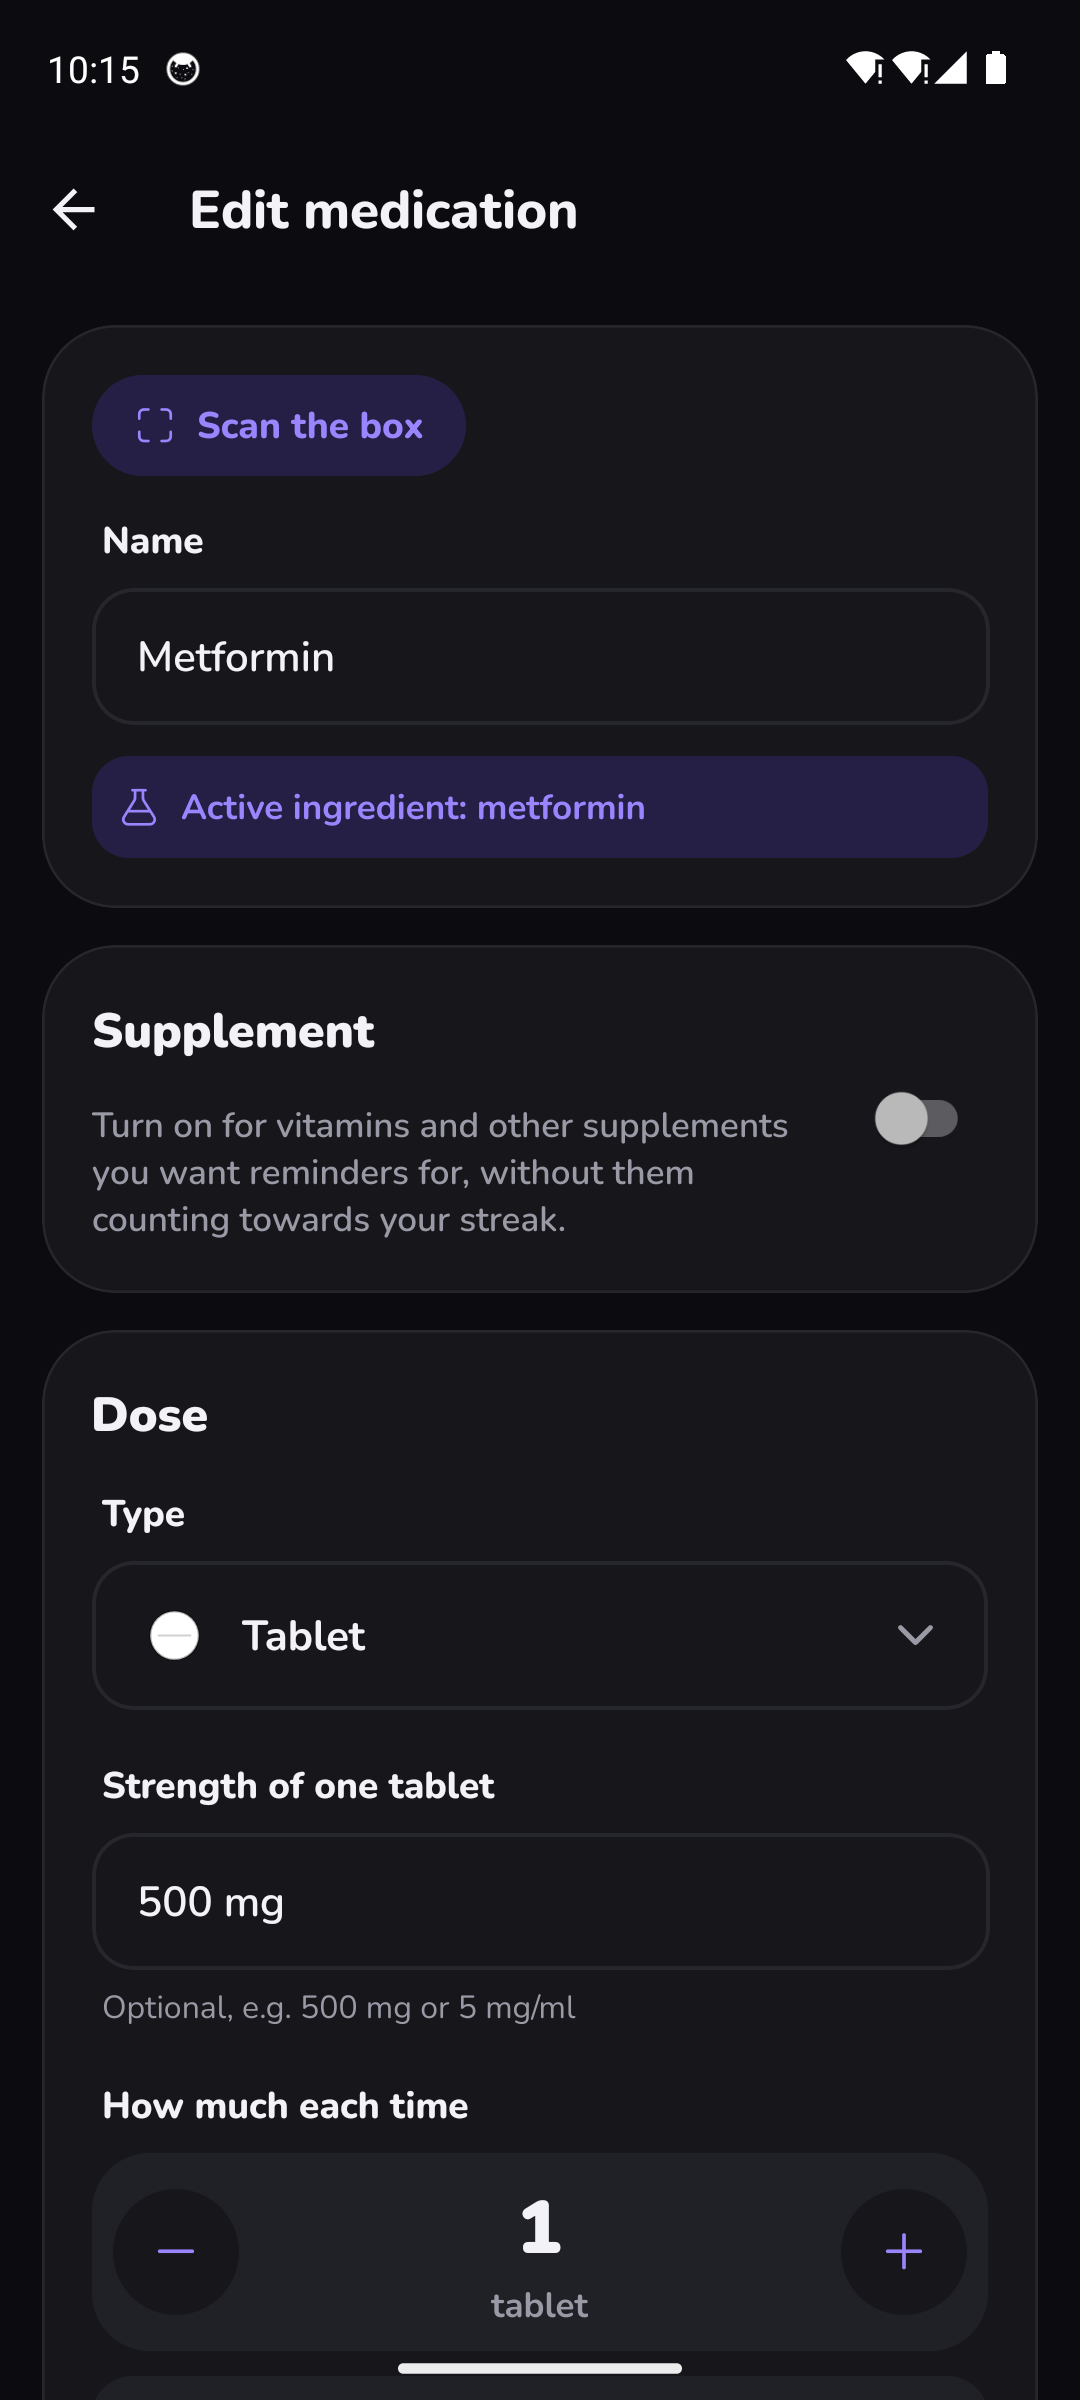 10:15
Edit medication
Scan the box
Name
Metformin
Active ingredient: metformin
Supplement
Turn on for vitamins and other supplements
you want reminders for, without them
counting towards your streak.
Dose
Type
Tablet
Strength of one tablet
500 mg
Optional, e.g. 500 mg or 5 mg/ml
How much each time
1
tablet